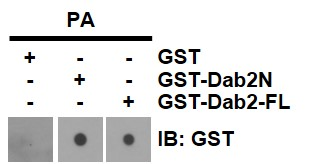 PA
+ - - GST
- + - GST-Dab2N
- - + GST-Dab2-FL
IB: GST